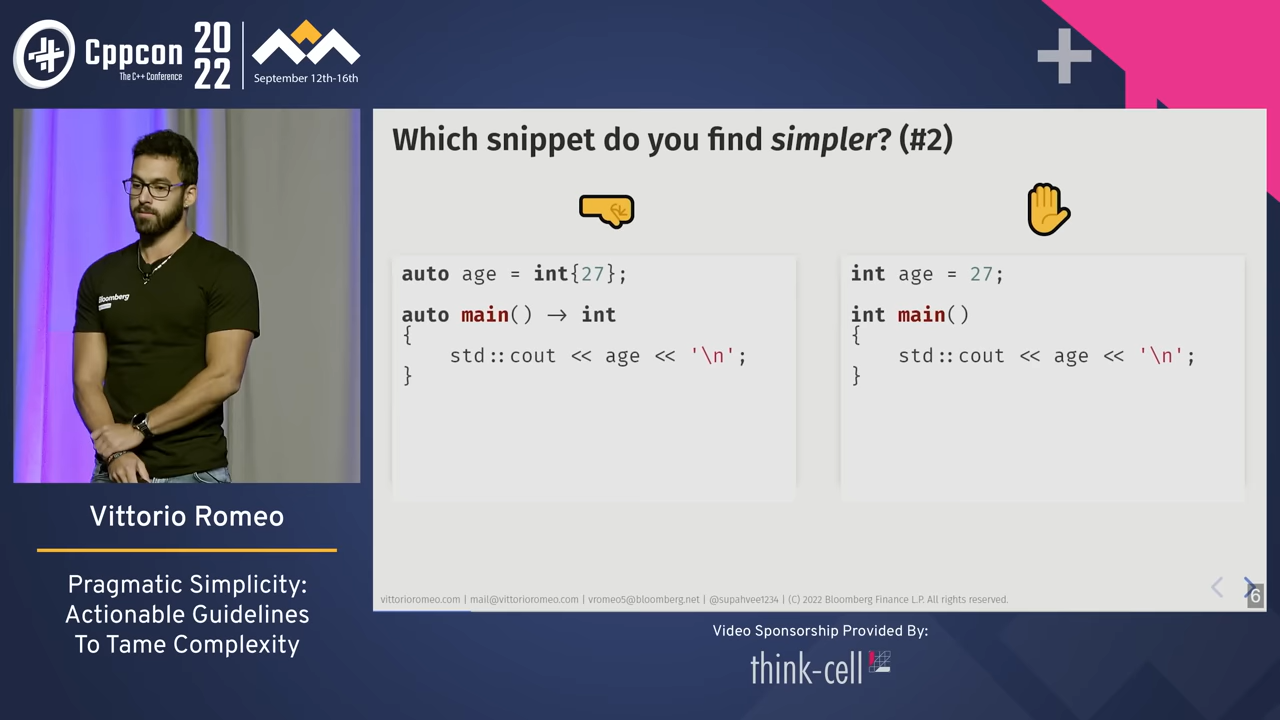 Cppcon
The C++ Conference
20
22
September 12th-16th
Bloomberg
Which snippet do you find simpler? (#2)
auto age = int{27};
auto main() → int
{
    std::cout << age << '\n';
}
int age = 27;
int main()
{
    std::cout << age << '\n';
}
vittorioromeo.com | mail@vittorioromeo.com | vromeo5@bloomberg.net | @supahvee1234 | (C) 2022 Bloomberg Finance L.P. All rights reserved.
6
Vittorio Romeo
Pragmatic Simplicity:
Actionable Guidelines
To Tame Complexity
Video Sponsorship Provided By:
think-cell